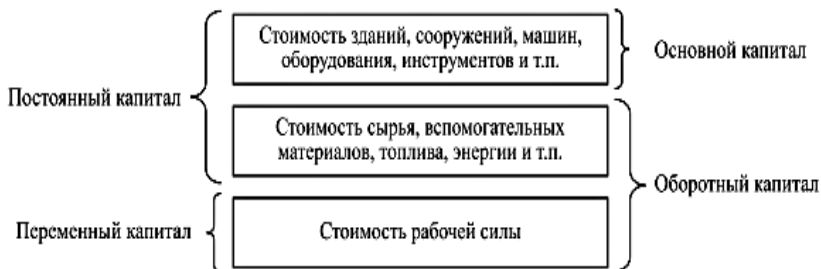 Стоимость зданий, сооружений, машин,
оборудования, инструментов и т.п.
Основной капитал
Постоянный капитал
Стоимость сырья, вспомогательных
материалов, топлива, энергии и т.п.
Оборотный капитал
Переменный капитал
Стоимость рабочей силы